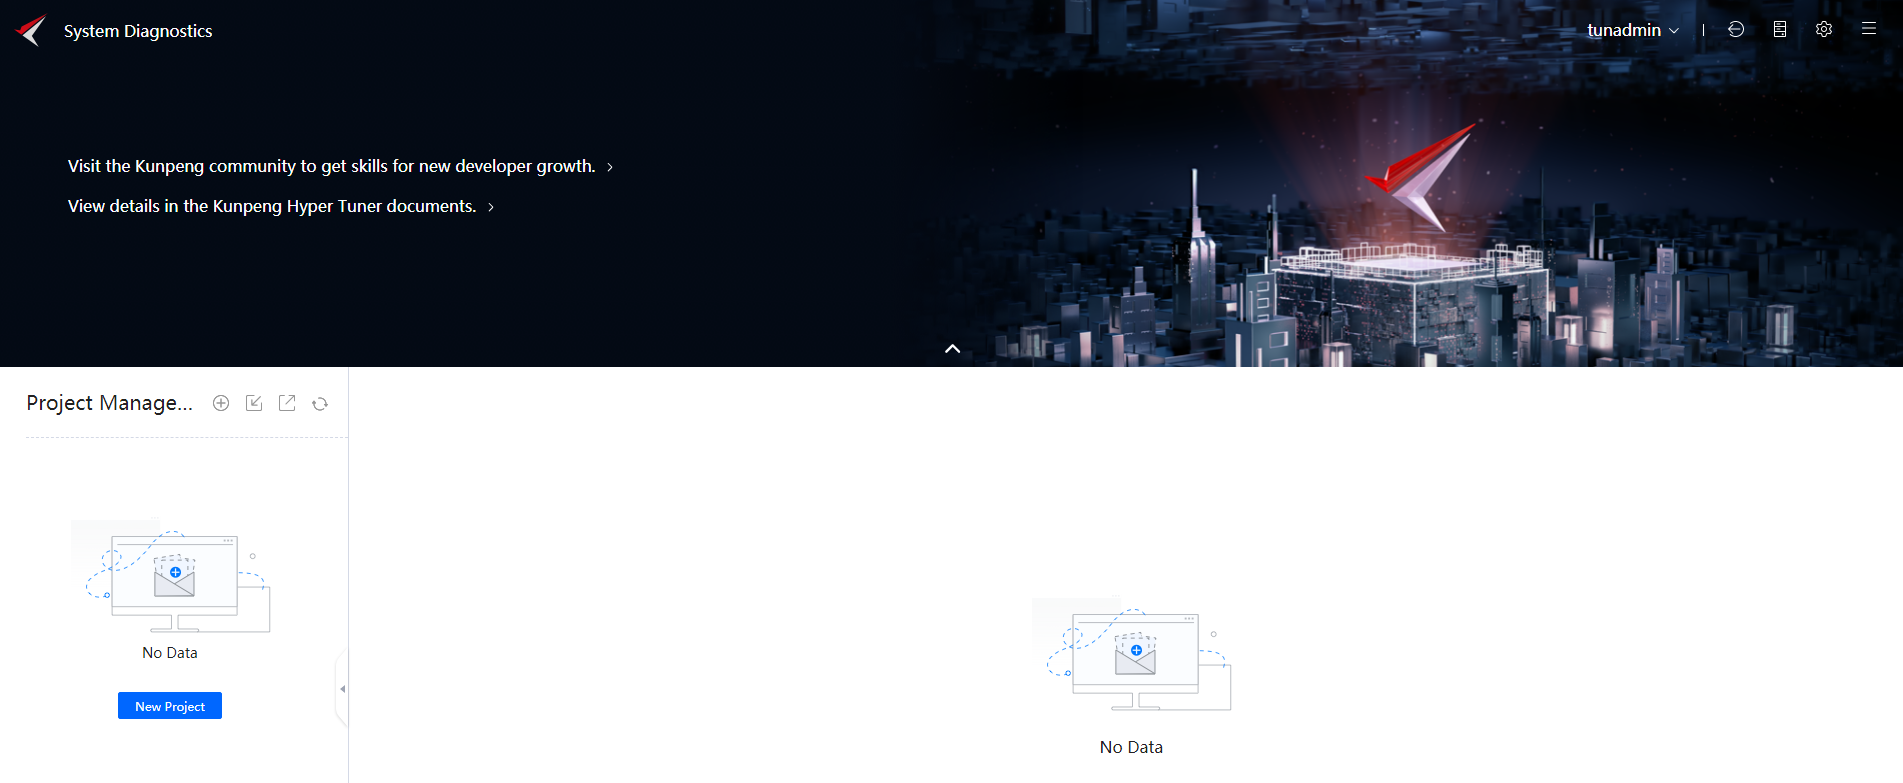 System Diagnostics
tunadmin
Visit the Kunpeng community to get skills for new developer growth.
View details in the Kunpeng Hyper Tuner documents.
Project Manage...
No Data
New Project
No Data